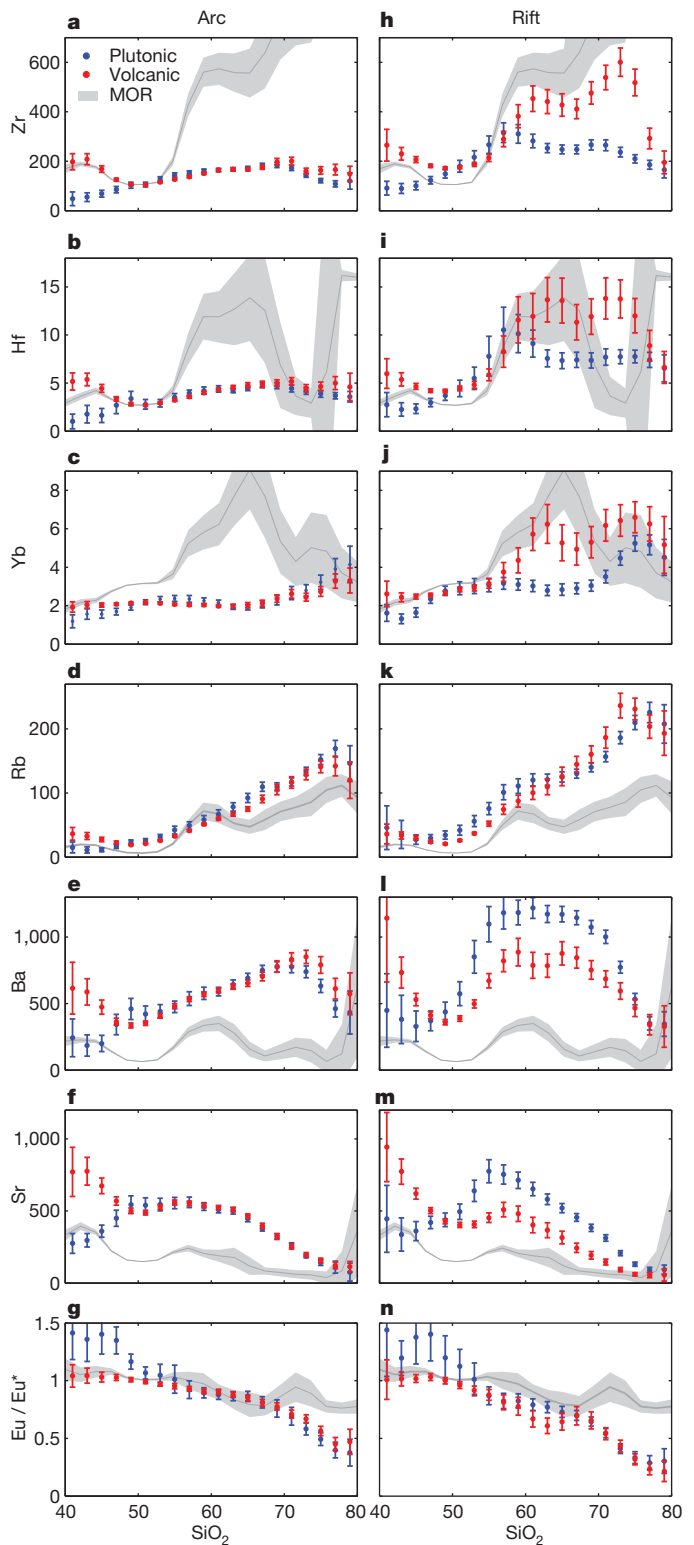 Arc Rift
a h
Plutonic
Volcanic
MOR
Zr
600
400
200
0
b i
Hf
15
10
5
0
c j
Yb
8
6
4
2
0
d k
Rb
200
100
0
e l
Ba
1,000
500
0
f m
Sr
1,000
500
0
g n
Eu / Eu*
1.5
1
0.5
0
40 50 60 70 80 40 50 60 70 80
SiO₂ SiO₂